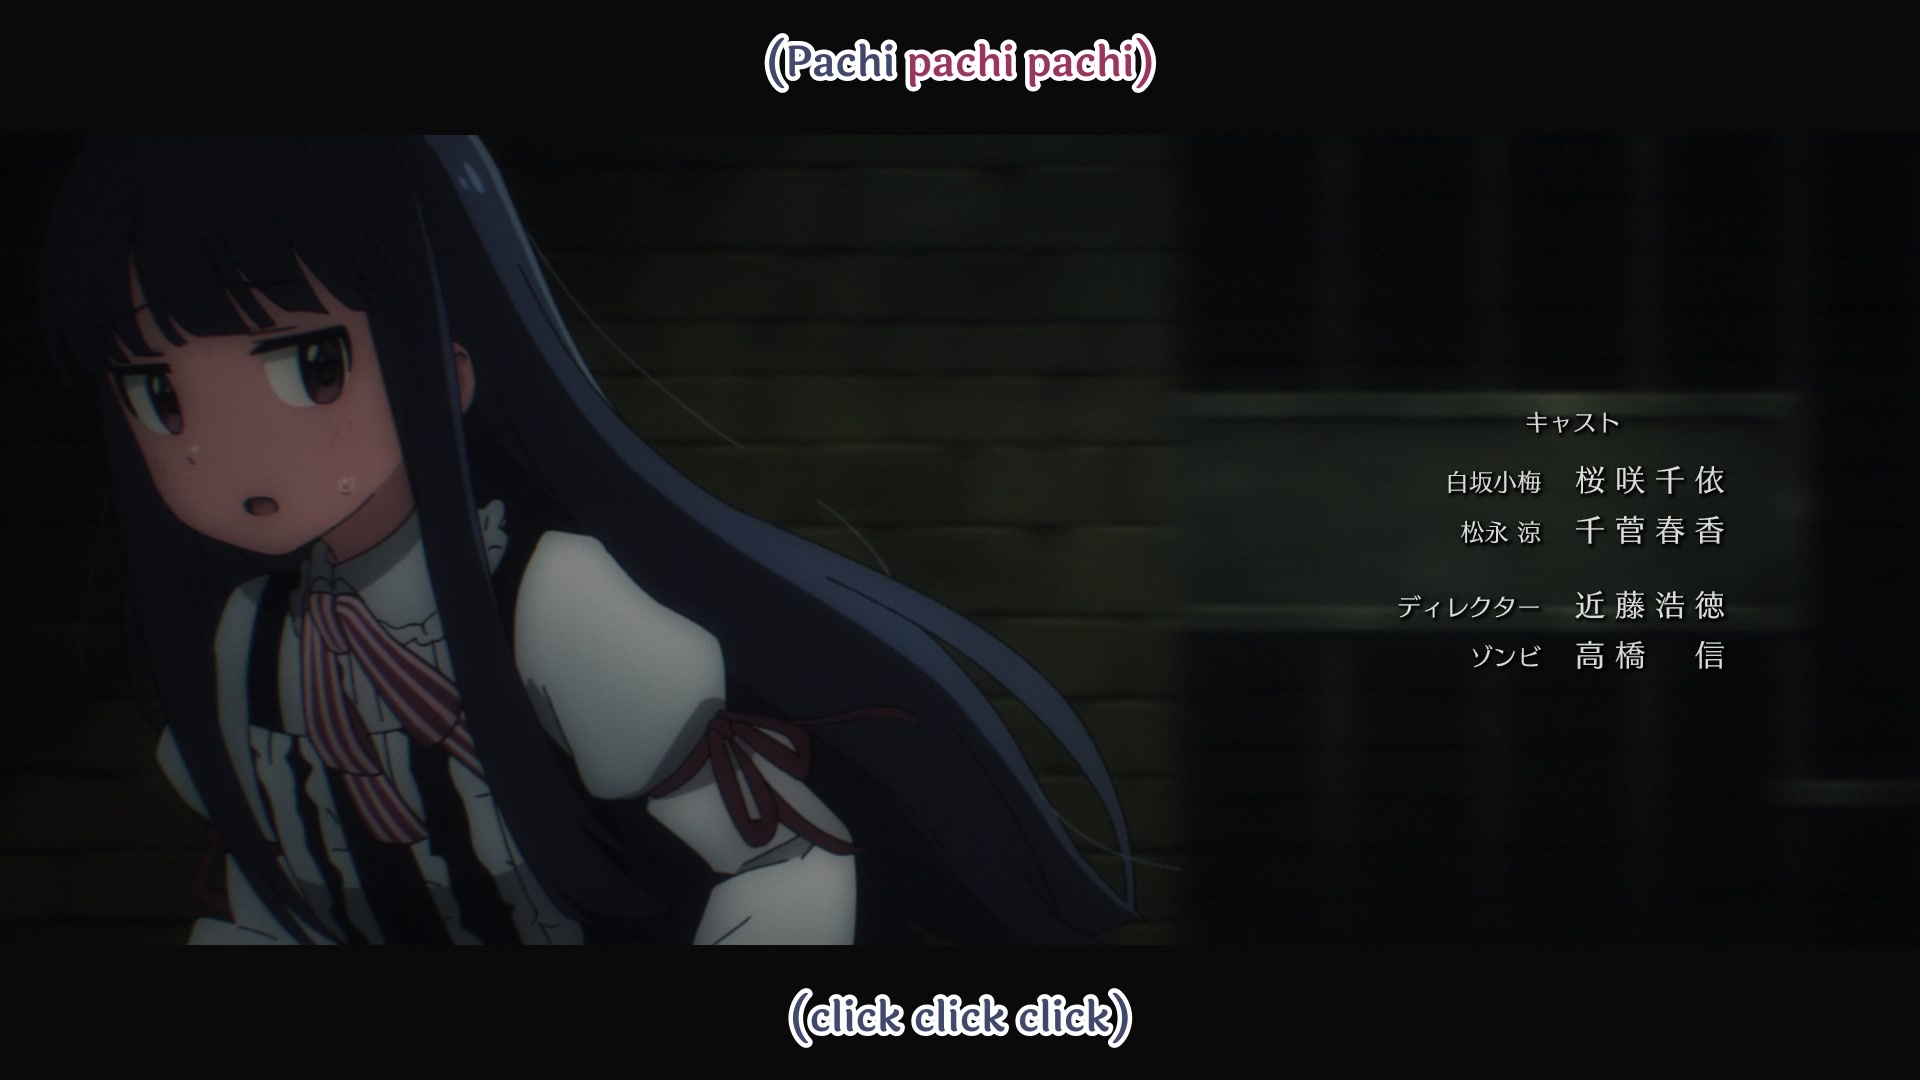 (Pachi pachi pachi)
キャスト
白坂小梅 桜咲千依
松永 涼 千菅春香
ディレクター 近藤浩徳
ゾンビ 高橋 信
(click click click)